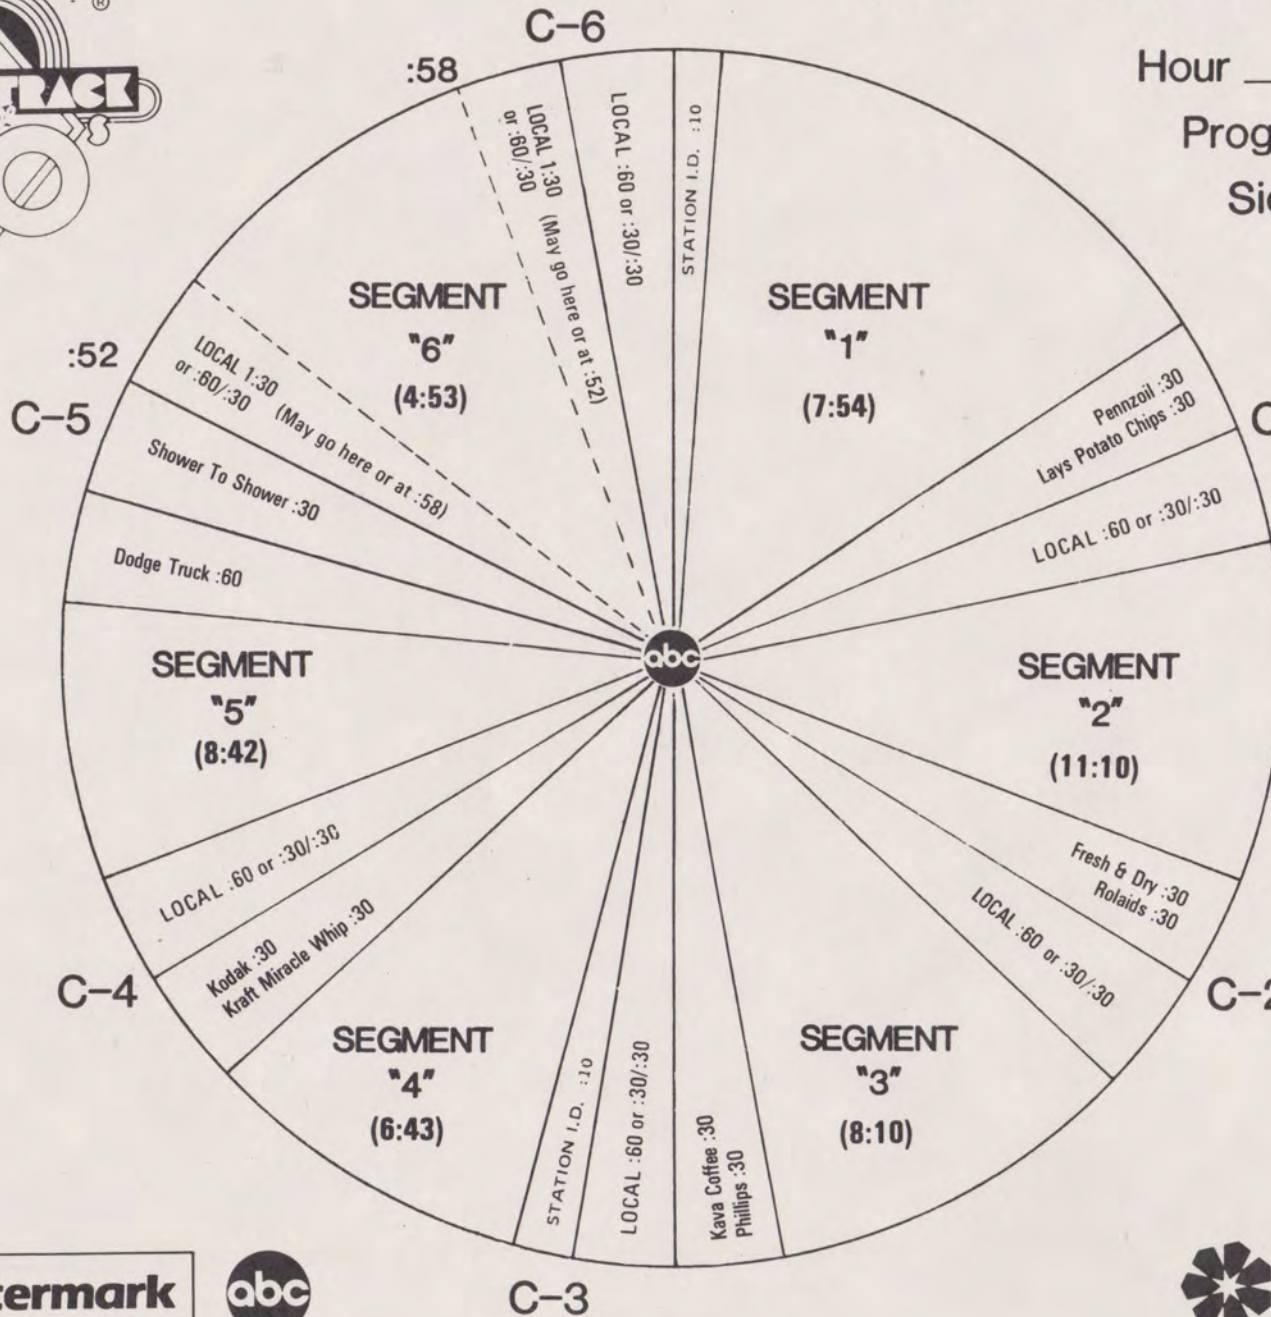 ®
TRACK
Hour
C-6
:58
LOCAL 1:30 (May go here or at :52)
or :60/:30
LOCAL :60 or :30/:30
STATION I.D. :10
SEGMENT
"1"
(7:54)
Pennzoil :30
Lays Potato Chips :30
LOCAL :60 or :30/:30
SEGMENT
"2"
(11:10)
Fresh & Dry :30
Rolaids :30
C-2
LOCAL :60 or :30/:30
SEGMENT
"3"
(8:10)
Kava Coffee :30
Phillips :30
C-3
LOCAL :60 or :30/:30
STATION I.D. :10
SEGMENT
"4"
(6:43)
Kodak :30
Kraft Miracle Whip :30
C-4
LOCAL :60 or :30/:30
SEGMENT
"5"
(8:42)
Dodge Truck :60
Shower To Shower :30
C-5
:52
LOCAL 1:30 (May go here or at :58)
or :60/:30
SEGMENT
"6"
(4:53)
abc
termark
abc